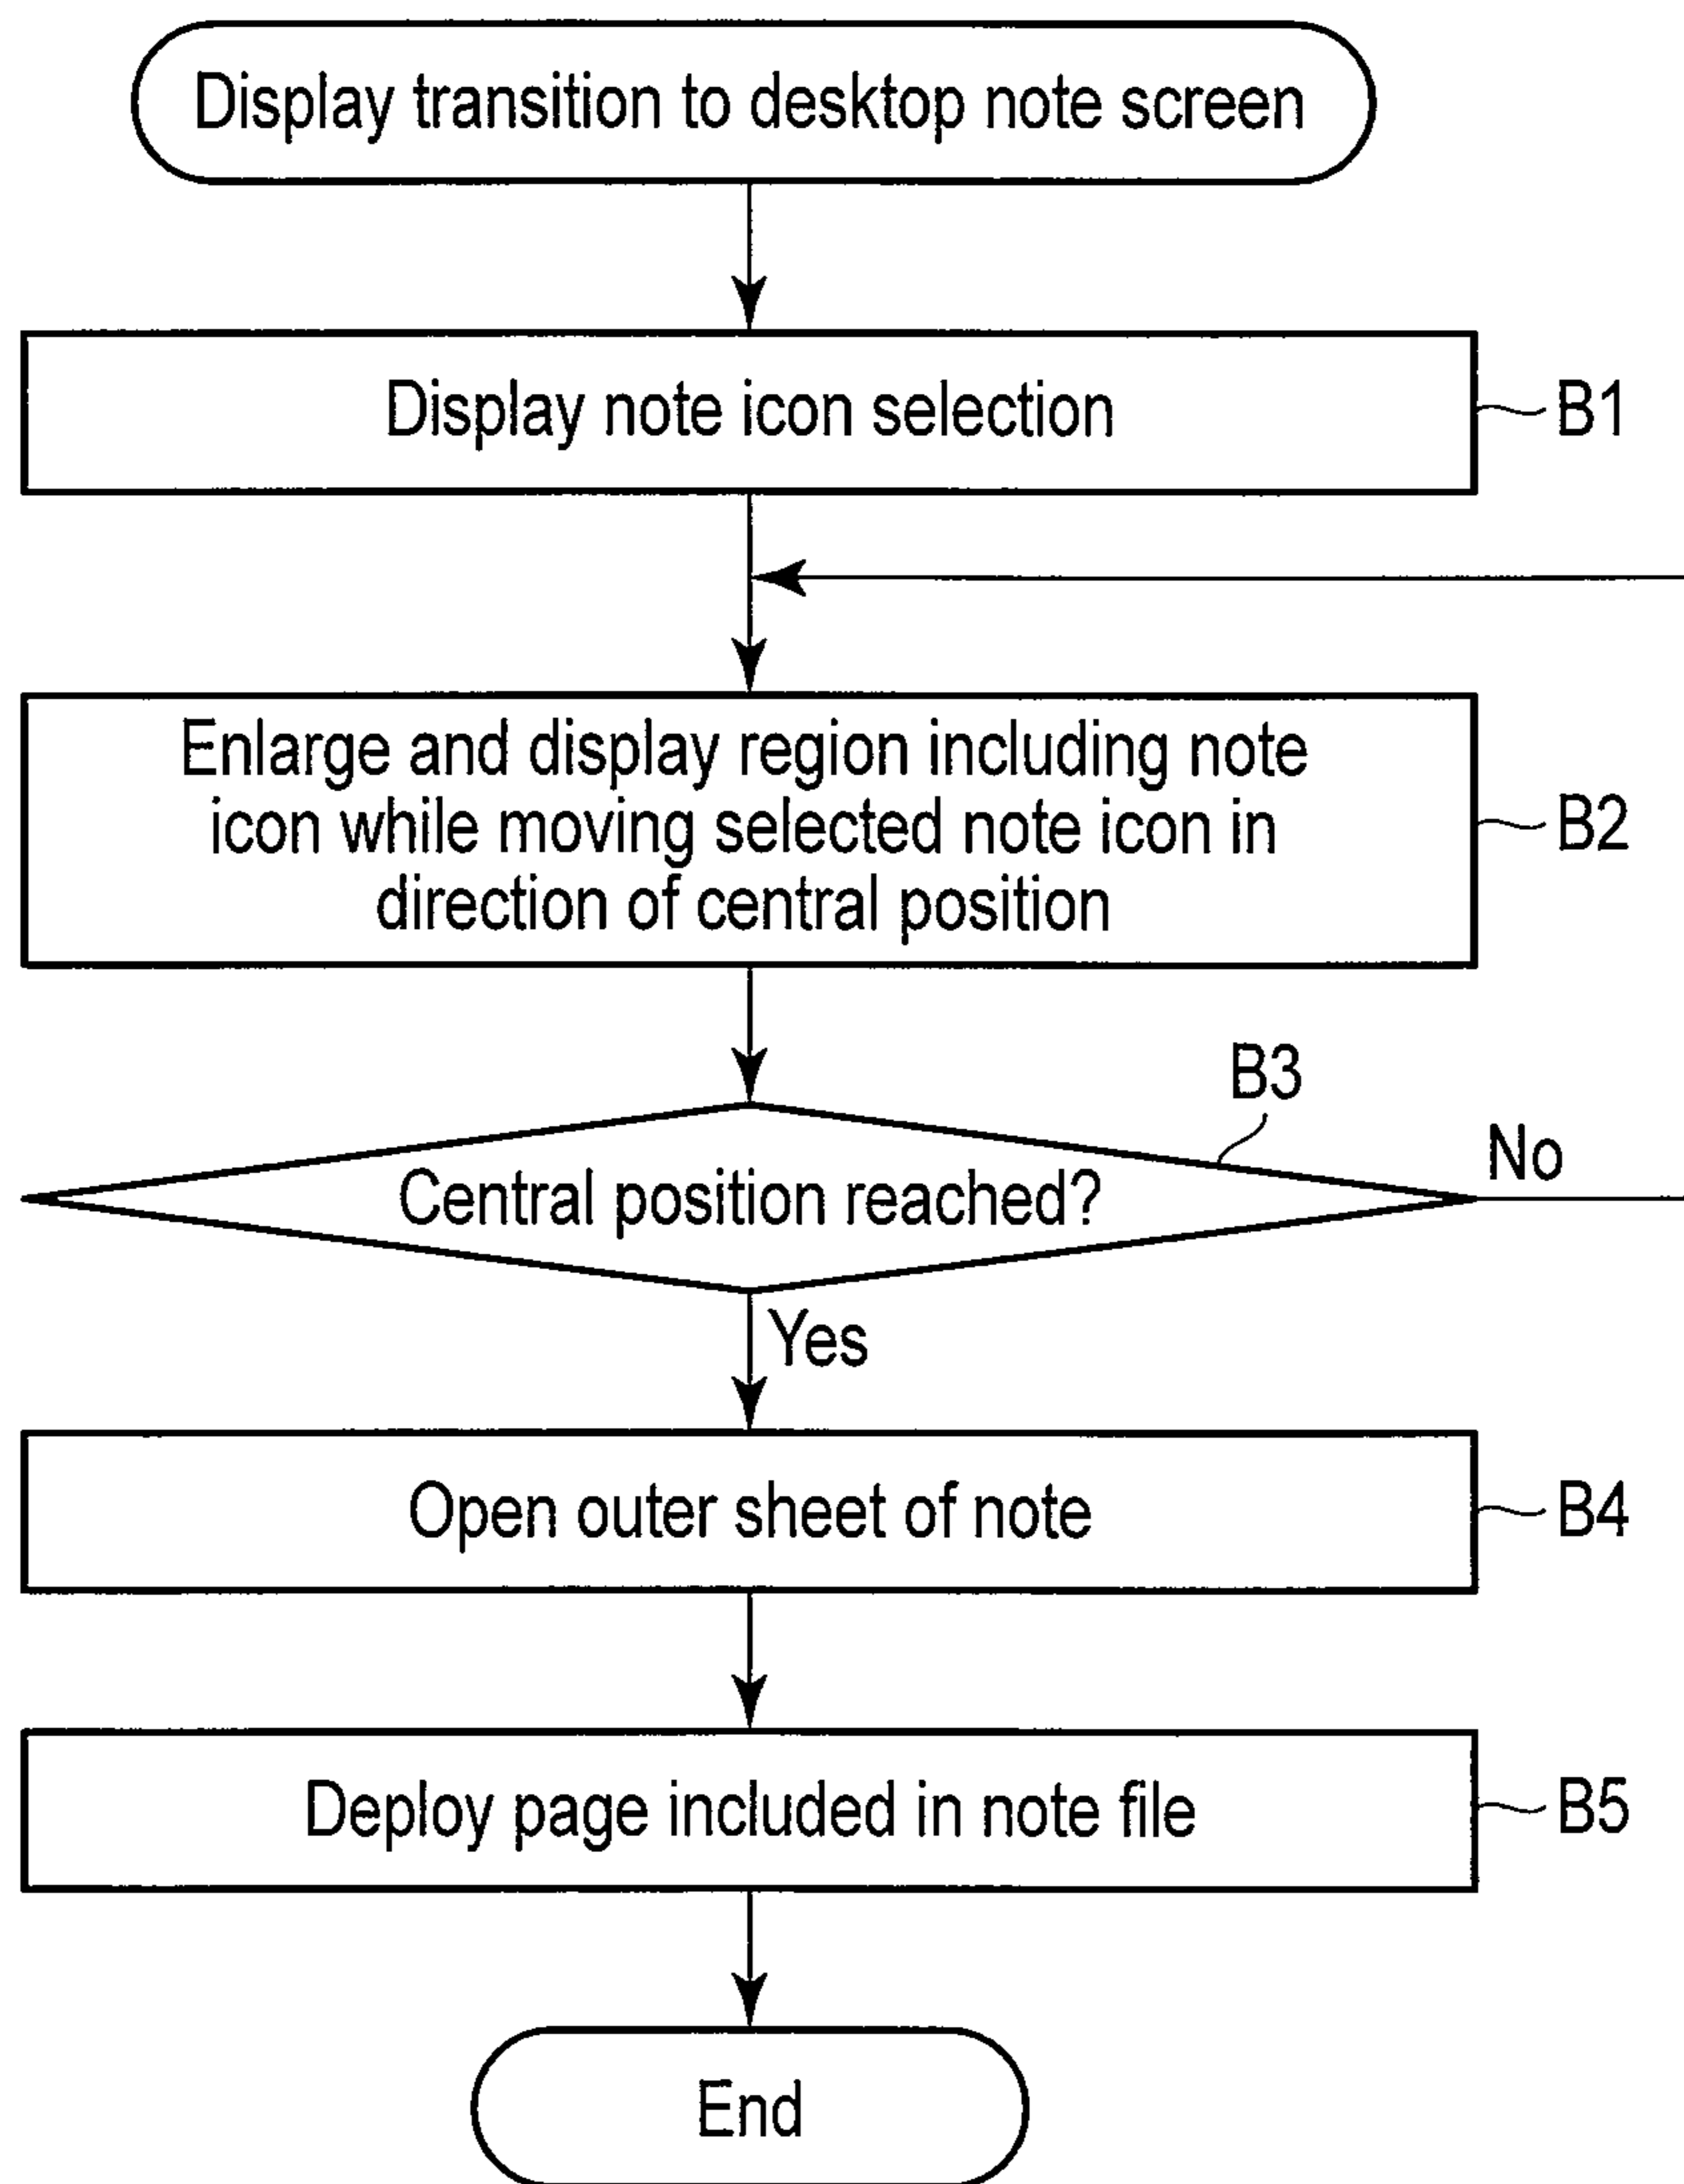 Display transition to desktop note screen
Display note icon selection
B1
Enlarge and display region including note
icon while moving selected note icon in
direction of central position
B2
B3
Central position reached?
No
Yes
Open outer sheet of note
B4
Deploy page included in note file
B5
End